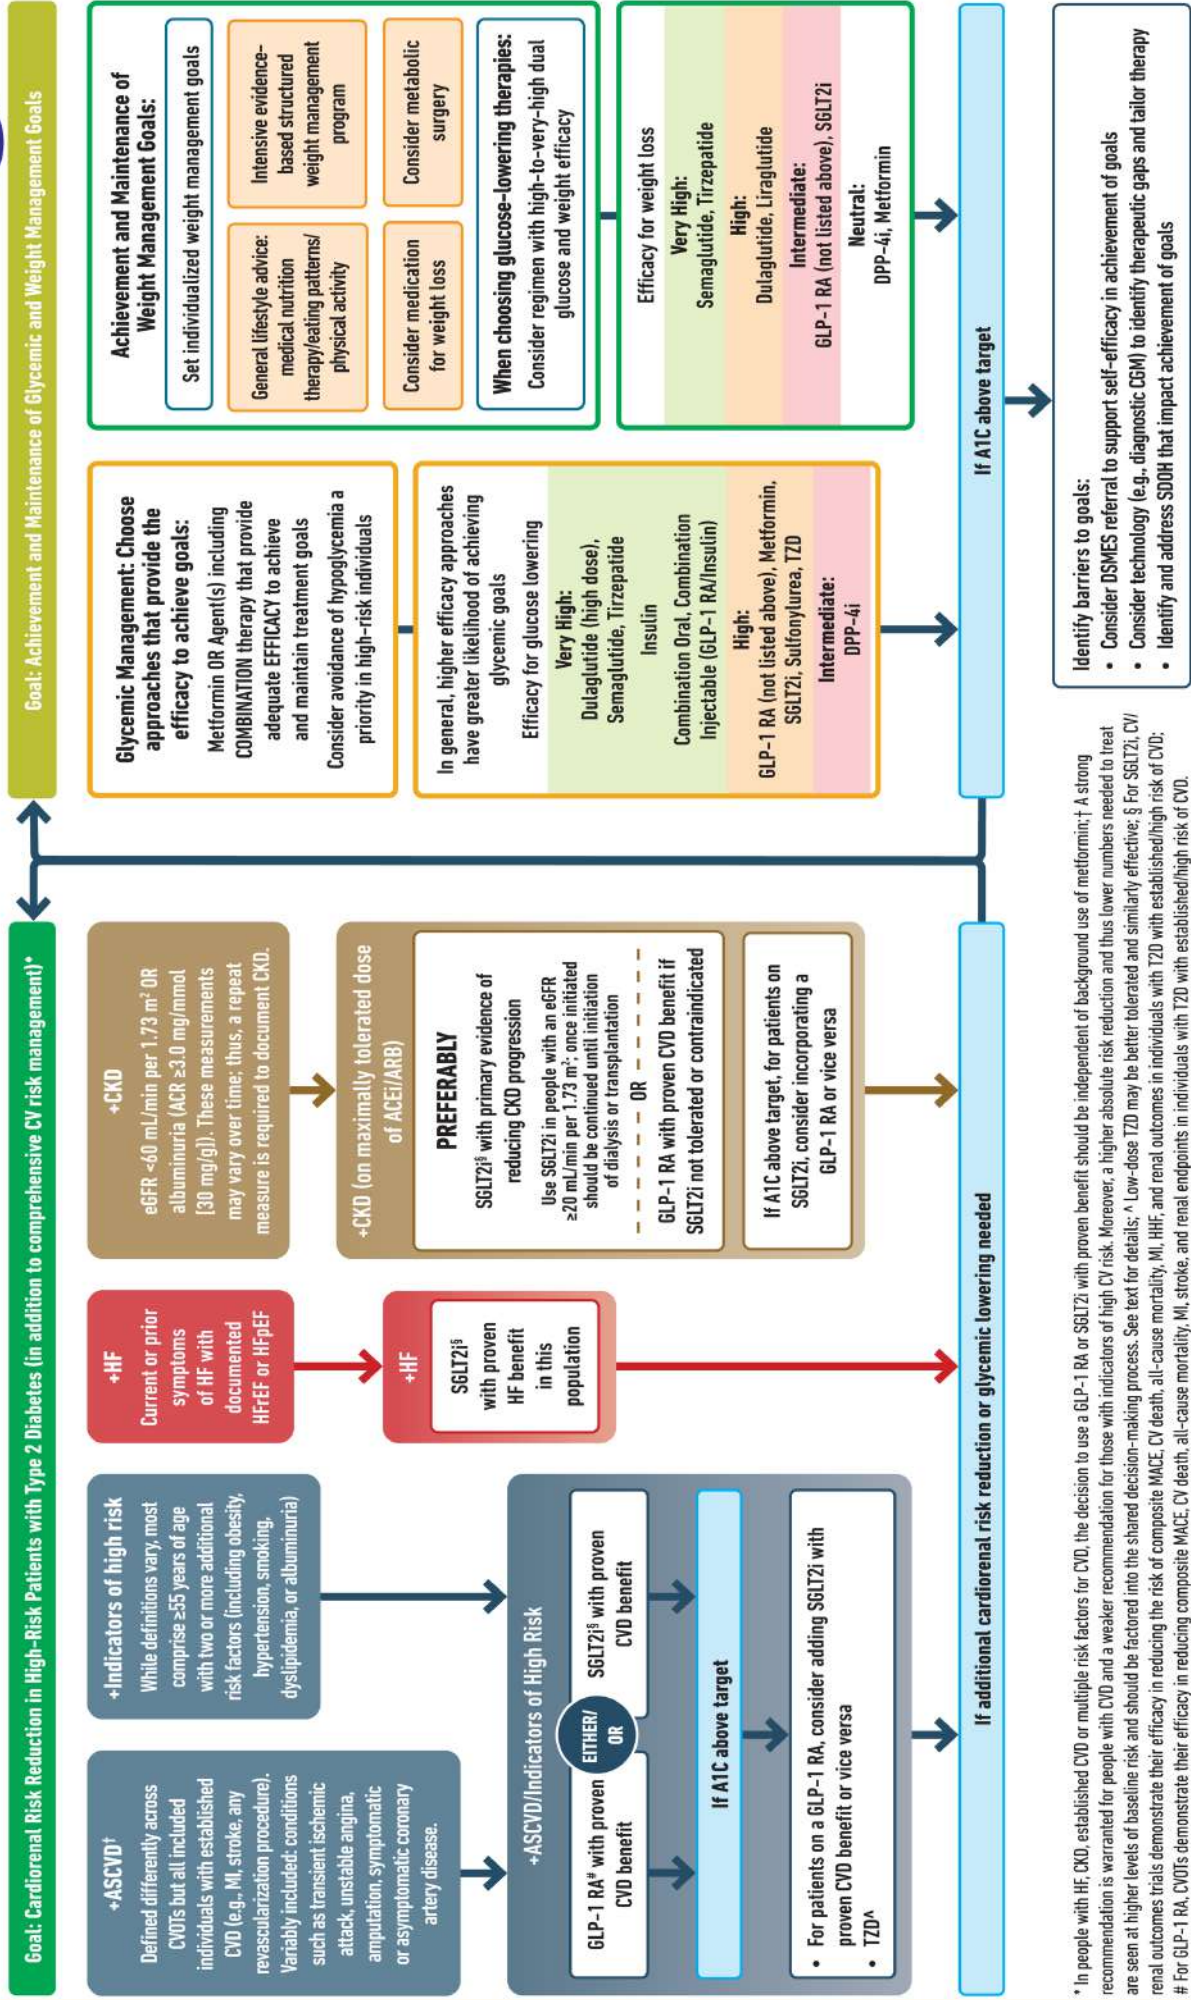 Goal: Cardiorenal Risk Reduction in High-Risk Patients with Type 2 Diabetes (in addition to comprehensive CV risk management)*
+ASCVD†
Defined differently across
CVOTs but all included
individuals with established
CVD (e.g., MI, stroke, any
revascularization procedure).
Variably included: conditions
such as transient ischemic
attack, unstable angina,
amputation, symptomatic
or asymptomatic coronary
artery disease.
+Indicators of high risk
While definitions vary, most
comprise ≥55 years of age
with two or more additional
risk factors (including obesity,
hypertension, smoking,
dyslipidemia, or albuminuria)
+ASCVD/Indicators of High Risk
GLP-1 RA# with proven
CVD benefit
EITHER/
OR
SGLT2i§ with proven
CVD benefit
If A1C above target
• For patients on a GLP-1 RA, consider adding SGLT2i with
proven CVD benefit or vice versa
• TZD^
+HF
Current or prior
symptoms
of HF with
documented
HFrEF or HFpEF
+HF
SGLT2i§
with proven
HF benefit
in this
population
+CKD
eGFR <60 mL/min per 1.73 m² OR
albuminuria (ACR ≥3.0 mg/mmol
[30 mg/g]). These measurements
may vary over time; thus, a repeat
measure is required to document CKD.
+CKD (on maximally tolerated dose
of ACEi/ARB)
PREFERABLY
SGLT2i§ with primary evidence of
reducing CKD progression
Use SGLT2i in people with an eGFR
≥20 mL/min per 1.73 m²; once initiated
should be continued until initiation
of dialysis or transplantation
OR
GLP-1 RA with proven CVD benefit if
SGLT2i not tolerated or contraindicated
If A1C above target, for patients on
SGLT2i, consider incorporating a
GLP-1 RA or vice versa
If additional cardiorenal risk reduction or glycemic lowering needed
Goal: Achievement and Maintenance of Glycemic and Weight Management Goals
Glycemic Management: Choose
approaches that provide the
efficacy to achieve goals:
Metformin OR Agent(s) including
COMBINATION therapy that provide
adequate EFFICACY to achieve
and maintain treatment goals
Consider avoidance of hypoglycemia a
priority in high-risk individuals
In general, higher efficacy approaches
have greater likelihood of achieving
glycemic goals
Efficacy for glucose lowering
Very High:
Dulaglutide (high dose),
Semaglutide, Tirzepatide
Insulin
Combination Oral, Combination
Injectable (GLP-1 RA/Insulin)
High:
GLP-1 RA (not listed above), Metformin,
SGLT2i, Sulfonylurea, TZD
Intermediate:
DPP-4i
Achievement and Maintenance of
Weight Management Goals:
Set individualized weight management goals
General lifestyle advice:
medical nutrition
therapy/eating patterns/
physical activity
Intensive evidence-
based structured
weight management
program
Consider medication
for weight loss
Consider metabolic
surgery
When choosing glucose-lowering therapies:
Consider regimen with high-to-very-high dual
glucose and weight efficacy
Efficacy for weight loss
Very High:
Semaglutide, Tirzepatide
High:
Dulaglutide, Liraglutide
Intermediate:
GLP-1 RA (not listed above), SGLT2i
Neutral:
DPP-4i, Metformin
If A1C above target
Identify barriers to goals:
• Consider DSMES referral to support self-efficacy in achievement of goals
• Consider technology (e.g., diagnostic CGM) to identify therapeutic gaps and tailor therapy
• Identify and address SDOH that impact achievement of goals
* In people with HF, CKD, established CVD or multiple risk factors for CVD, the decision to use a GLP-1 RA or SGLT2i with proven benefit should be independent of background use of metformin;† A strong
recommendation is warranted for people with CVD and a weaker recommendation for those with indicators of high CV risk. Moreover, a higher absolute risk reduction and thus lower numbers needed to treat
are seen at higher levels of baseline risk and should be factored into the shared decision-making process. See text for details; ^ Low-dose TZD may be better tolerated and similarly effective; § For SGLT2i, CV/
renal outcomes trials demonstrate their efficacy in reducing the risk of composite MACE, CV death, all-cause mortality, MI, HHF, and renal outcomes in individuals with T2D with established/high risk of CVD;
# For GLP-1 RA, CVOTs demonstrate their efficacy in reducing composite MACE, CV death, all-cause mortality, MI, stroke, and renal endpoints in individuals with T2D with established/high risk of CVD.